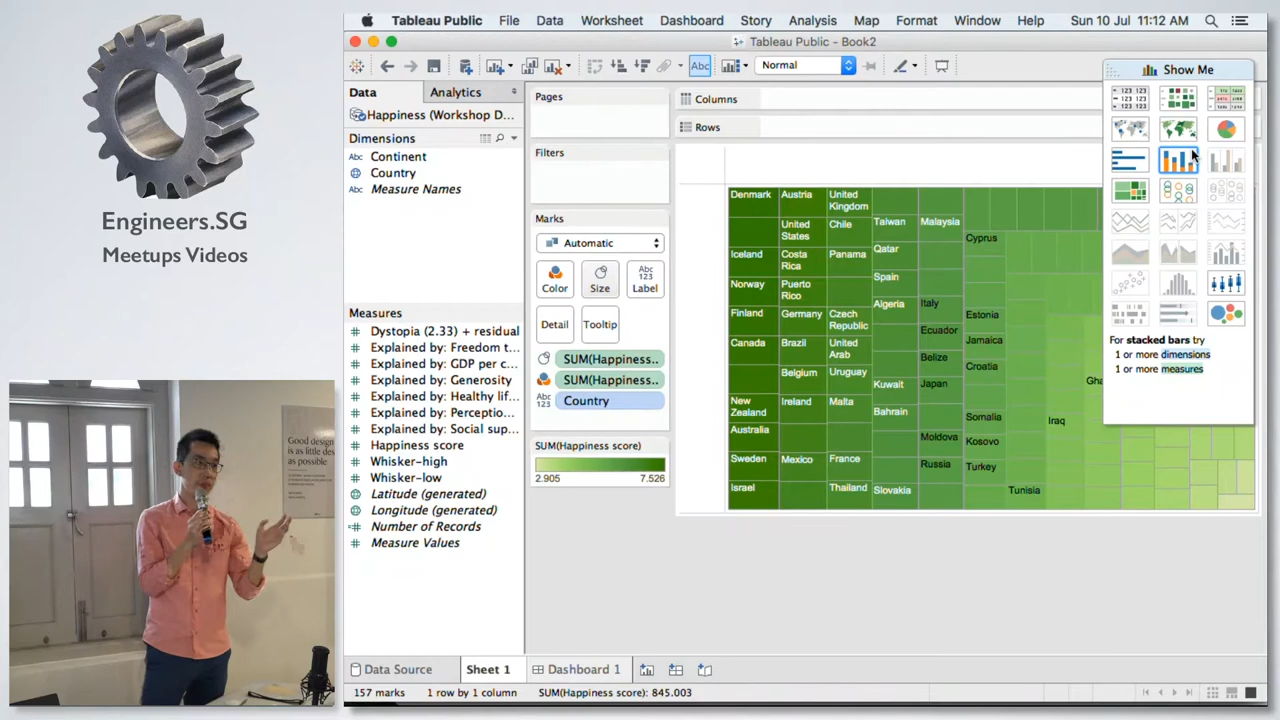 Tableau Public File Data Worksheet Dashboard Story Analysis Map Format Window Help Sun 10 Jul 11:12 AM
Tableau Public - Book2
Abc Normal
Engineers.SG
Meetups Videos
Good design
is as little des
as possible
Data Analytics
Happiness (Workshop D...
Dimensions
Abc Continent
Country
Abc Measure Names
Measures
Dystopia (2.33) + residual
Explained by: Freedom t...
Explained by: GDP per c...
Explained by: Generosity
Explained by: Healthy lif...
Explained by: Perceptio...
Explained by: Social sup...
Happiness score
Whisker-high
Whisker-low
Latitude (generated)
Longitude (generated)
Number of Records
Measure Values
Pages
Filters
Marks
Automatic
Color
Size
Abc
123
Label
Detail
Tooltip
SUM(Happiness..
SUM(Happiness..
Abc
123
Country
SUM(Happiness score)
2.905 7.526
Columns
Rows
Denmark
Iceland
Norway
Finland
Canada
New
Zealand
Australia
Sweden
Israel
Austria
United
States
Costa
Rica
Puerto
Rico
Germany
Brazil
Belgium
Ireland
Mexico
United
Kingdom
Chile
Panama
Czech
Republic
United
Arab
Uruguay
Malta
France
Thailand
Taiwan
Qatar
Spain
Algeria
Kuwait
Bahrain
Slovakia
Malaysia
Italy
Ecuador
Belize
Japan
Moldova
Russia
Cyprus
Estonia
Jamaica
Croatia
Somalia
Kosovo
Turkey
Tunisia
Iraq
Gha
Show Me
For stacked bars try
1 or more dimensions
1 or more measures
Data Source Sheet 1 Dashboard 1
157 marks 1 row by 1 column SUM(Happiness score): 845.003